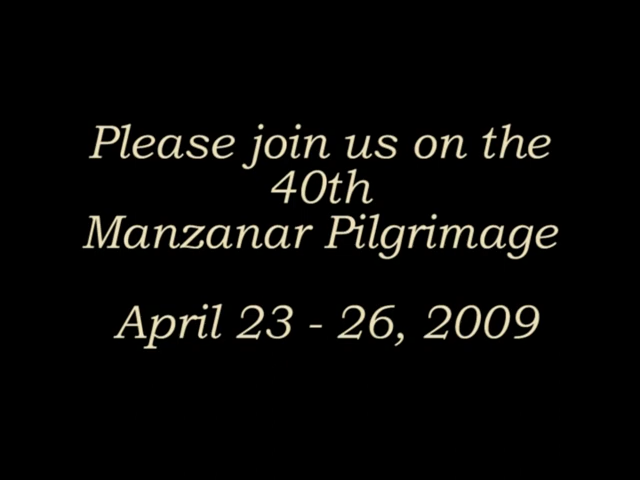 Please join us on the
40th
Manzanar Pilgrimage
April 23 - 26, 2009